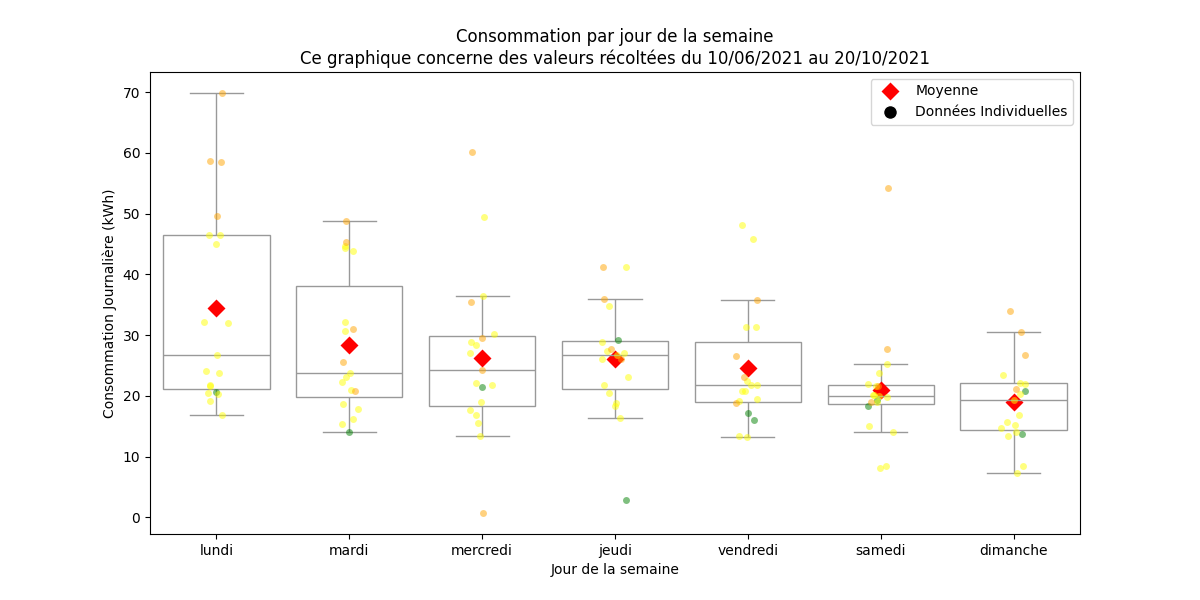 Consommation par jour de la semaine
Ce graphique concerne des valeurs récoltées du 10/06/2021 au 20/10/2021
Moyenne
Données Individuelles
Consommation Journalière (kWh)
70
60
50
40
30
20
10
0
lundi mardi mercredi jeudi vendredi samedi dimanche
Jour de la semaine